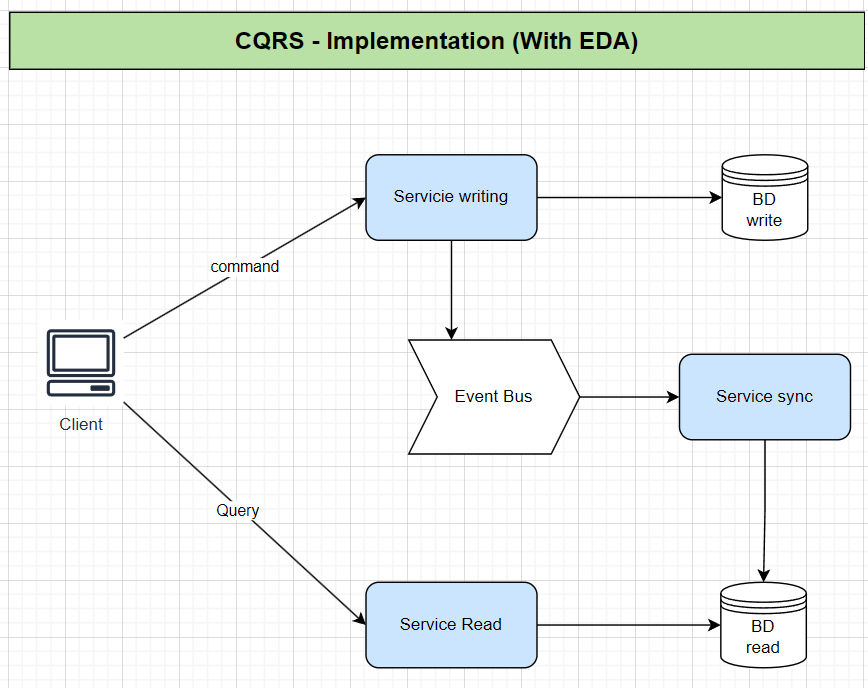 CQRS - Implementation (With EDA)
Servicie writing
BD
write
command
Client
Event Bus
Service sync
Query
Service Read
BD
read